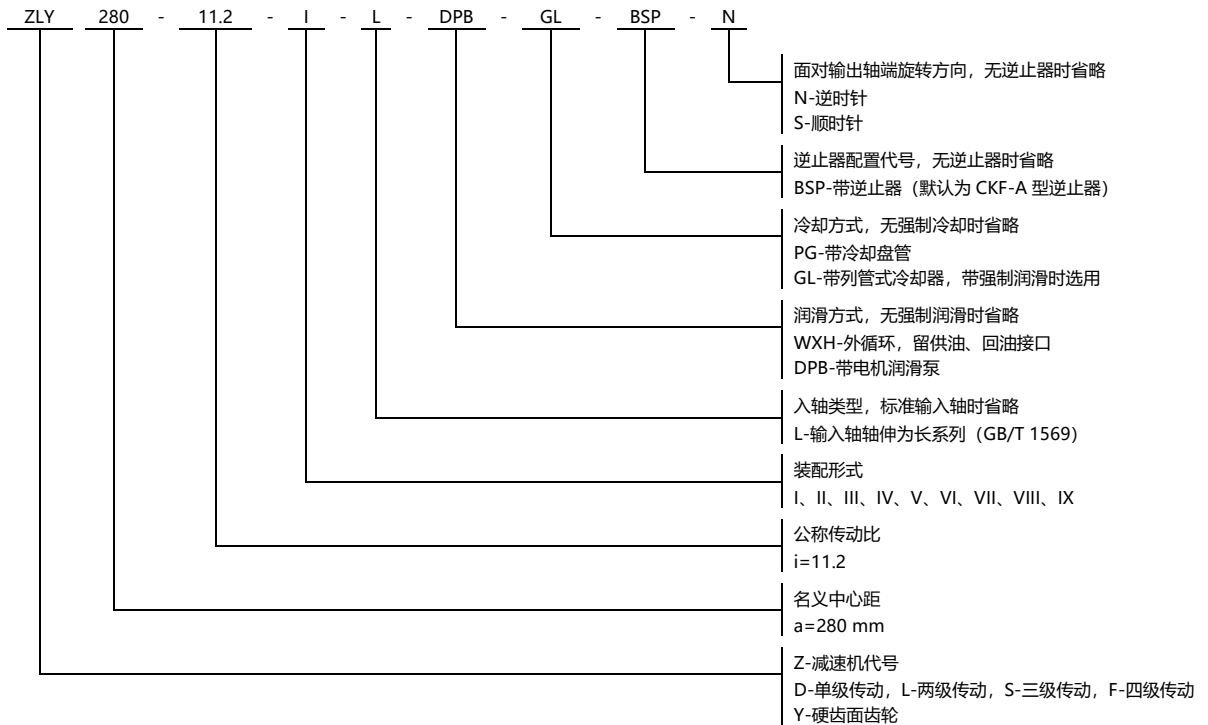 ZLY 280 - 11.2 - I - L - DPB - GL - BSP - N
面对输出轴端旋转方向，无逆止器时省略
N-逆时针
S-顺时针
逆止器配置代号，无逆止器时省略
BSP-带逆止器（默认为 CKF-A 型逆止器）
冷却方式，无强制冷却时省略
PG-带冷却盘管
GL-带列管式冷却器，带强制润滑时选用
润滑方式，无强制润滑时省略
WXH-外循环，留供油、回油接口
DPB-带电机润滑泵
入轴类型，标准输入轴时省略
L-输入轴轴伸为长系列（GB/T 1569）
装配形式
I、II、III、IV、V、VI、VII、VIII、IX
公称传动比
i=11.2
名义中心距
a=280 mm
Z-减速机代号
D-单级传动，L-两级传动，S-三级传动，F-四级传动
Y-硬齿面齿轮